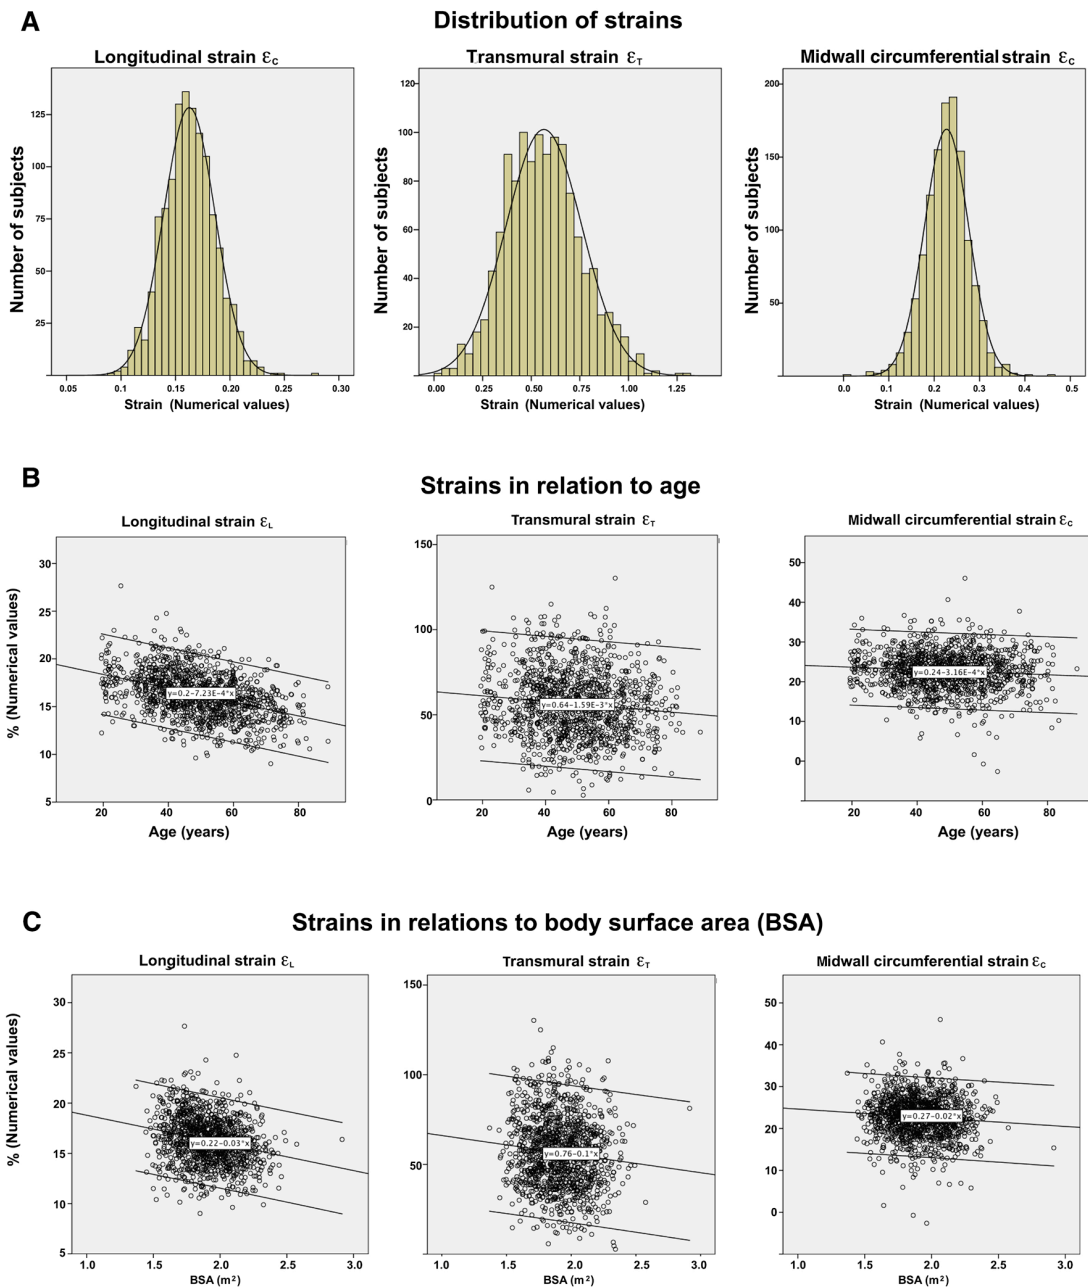 A
Distribution of strains
Longitudinal strain ℇC
Transmural strain ℇT
Midwall circumferential strain ℇC
Number of subjects
125
100
75
50
25
0.05
0.1
0.15
0.20
0.25
0.30
Strain (Numerical values)
Number of subjects
120
100
80
60
40
20
0.00
0.25
0.50
0.75
1.00
1.25
Strain (Numerical values)
Number of subjects
200
150
100
50
0.0
0.1
0.2
0.3
0.4
0.5
Strain (Numerical values)
B
Strains in relation to age
Longitudinal strain ℇL
Transmural strain ℇT
Midwall circumferential strain ℇC
% (Numerical values)
30
25
20
15
10
5
y=0.2-7.23E-4*x
20
40
60
80
Age (years)
150
100
50
0
y=0.64-1.59E-3*x
20
40
60
80
Age (years)
50
40
30
20
10
0
y=0.24-3.16E-4*x
20
40
60
80
Age (years)
C
Strains in relations to body surface area (BSA)
Longitudinal strain ℇL
Transmural strain ℇT
Midwall circumferential strain ℇC
% (Numerical values)
30
25
20
15
10
5
y=0.22-0.03*x
1.0
1.5
2.0
2.5
3.0
BSA (m²)
150
100
50
y=0.76-0.1*x
1.0
1.5
2.0
2.5
3.0
BSA (m²)
50
40
30
20
10
0
y=0.27-0.02*x
1.0
1.5
2.0
2.5
3.0
BSA (m²)